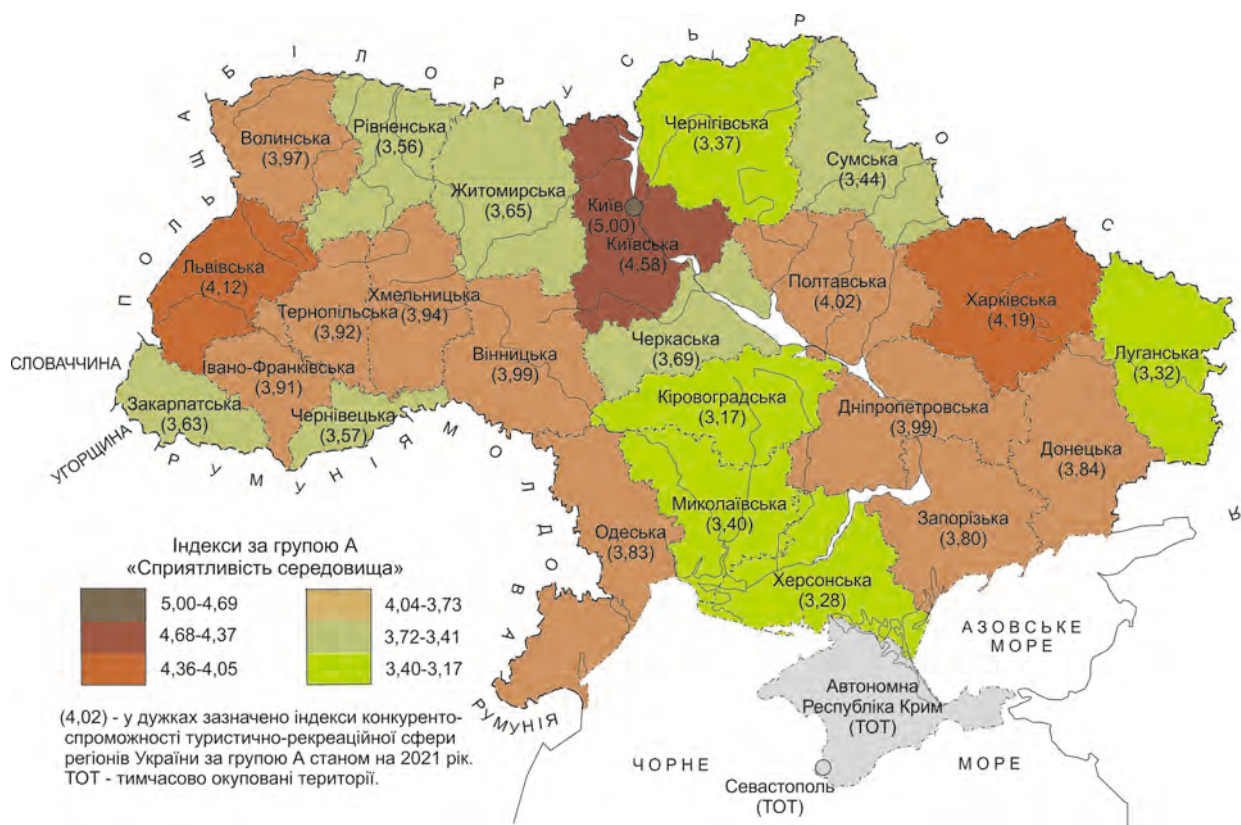 БІЛОРУСЬ
РОСІЯ
ПОЛЬЩА
Волинська
(3,97)
Рівненська
(3,56)
Житомирська
(3,65)
Київ
(5,00)
Київська
(4,58)
Чернігівська
(3,37)
Сумська
(3,44)
Львівська
(4,12)
Тернопільська
(3,92)
Хмельницька
(3,94)
Вінницька
(3,99)
Черкаська
(3,69)
Полтавська
(4,02)
Харківська
(4,19)
Луганська
(3,32)
СЛОВАЧЧИНА
Івано-Франківська
(3,91)
Закарпатська
(3,63)
Чернівецька
(3,57)
УГОРЩИНА
РУМУНІЯ
МОЛДОВА
Кіровоградська
(3,17)
Дніпропетровська
(3,99)
Донецька
(3,84)
Миколаївська
(3,40)
Одеська
(3,83)
Запорізька
(3,80)
Херсонська
(3,28)
АЗОВСЬКЕ
МОРЕ
Автономна
Республіка Крим
(ТОТ)
РУМУНІЯ
ЧОРНЕ
МОРЕ
Севастополь
(ТОТ)
Індекси за групою А
«Сприятливість середовища»
5,00-4,69
4,68-4,37
4,36-4,05
4,04-3,73
3,72-3,41
3,40-3,17
(4,02) - у дужках зазначено індекси конкуренто-
спроможності туристично-рекреаційної сфери
регіонів України за групою А станом на 2021 рік.
ТОТ - тимчасово окуповані території.